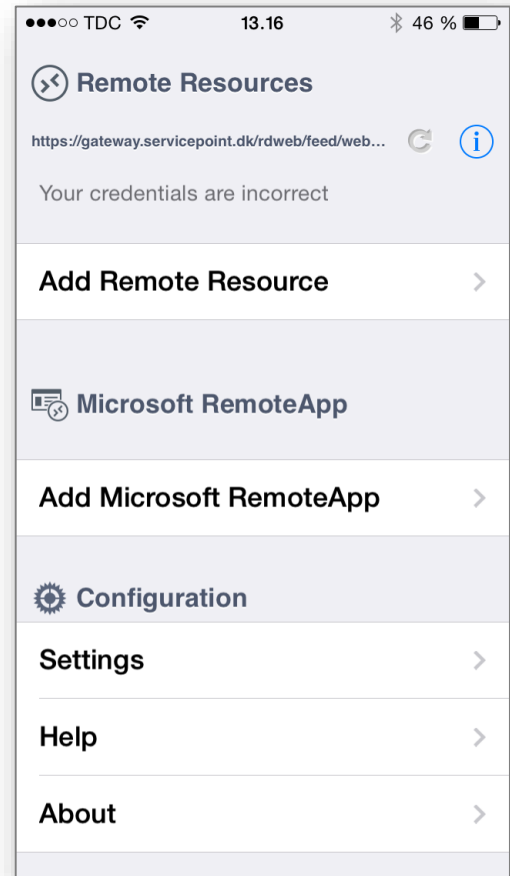 TDC 13.16 46 %
Remote Resources
https://gateway.servicepoint.dk/rdweb/feed/web...
Your credentials are incorrect
Add Remote Resource
Microsoft RemoteApp
Add Microsoft RemoteApp
Configuration
Settings
Help
About